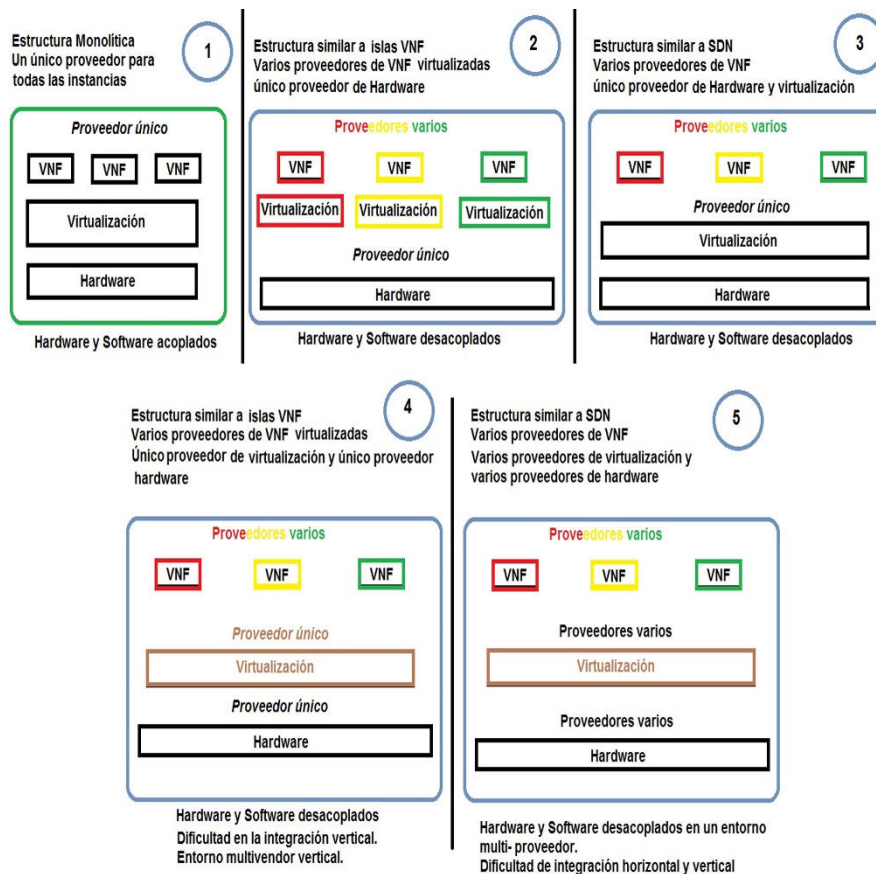 Estructura Monolítica
Un único proveedor para
todas las instancias
1
Proveedor único
VNF VNF VNF
Virtualización
Hardware
Hardware y Software acoplados
Estructura similar a islas VNF
Varios proveedores de VNF virtualizadas
único proveedor de Hardware
2
Proveedores varios
VNF VNF VNF
Virtualización Virtualización Virtualización
Proveedor único
Hardware
Hardware y Software desacoplados
Estructura similar a SDN
Varios proveedores de VNF
único proveedor de Hardware y virtualización
3
Proveedores varios
VNF VNF VNF
Proveedor único
Virtualización
Hardware
Hardware y Software desacoplados
Estructura similar a islas VNF
Varios proveedores de VNF virtualizadas
Único proveedor de virtualización y único proveedor
hardware
4
Proveedores varios
VNF VNF VNF
Proveedor único
Virtualización
Proveedor único
Hardware
Hardware y Software desacoplados
Dificultad en la integración vertical.
Entorno multivendor vertical.
Estructura similar a SDN
Varios proveedores de VNF
Varios proveedores de virtualización y
varios proveedores de hardware
5
Proveedores varios
VNF VNF VNF
Proveedores varios
Virtualización
Proveedores varios
Hardware
Hardware y Software desacoplados en un entorno
multi- proveedor.
Dificultad de integración horizontal y vertical